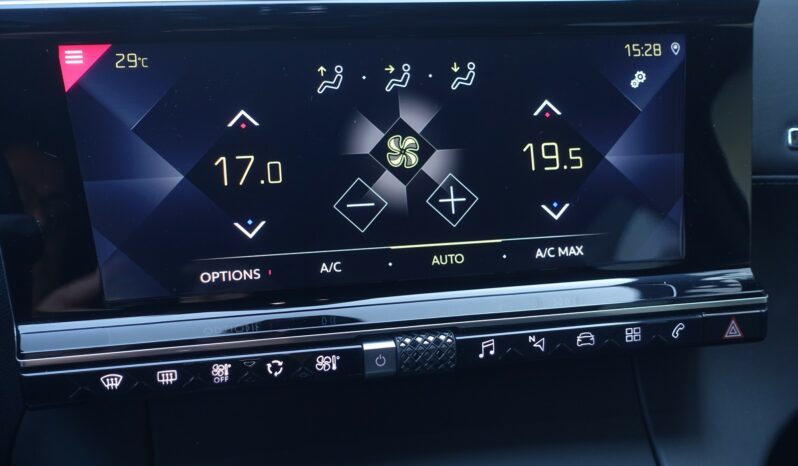 29°C
15:28
17.0
19.5
OPTIONS
A/C
AUTO
A/C MAX
OFF
N